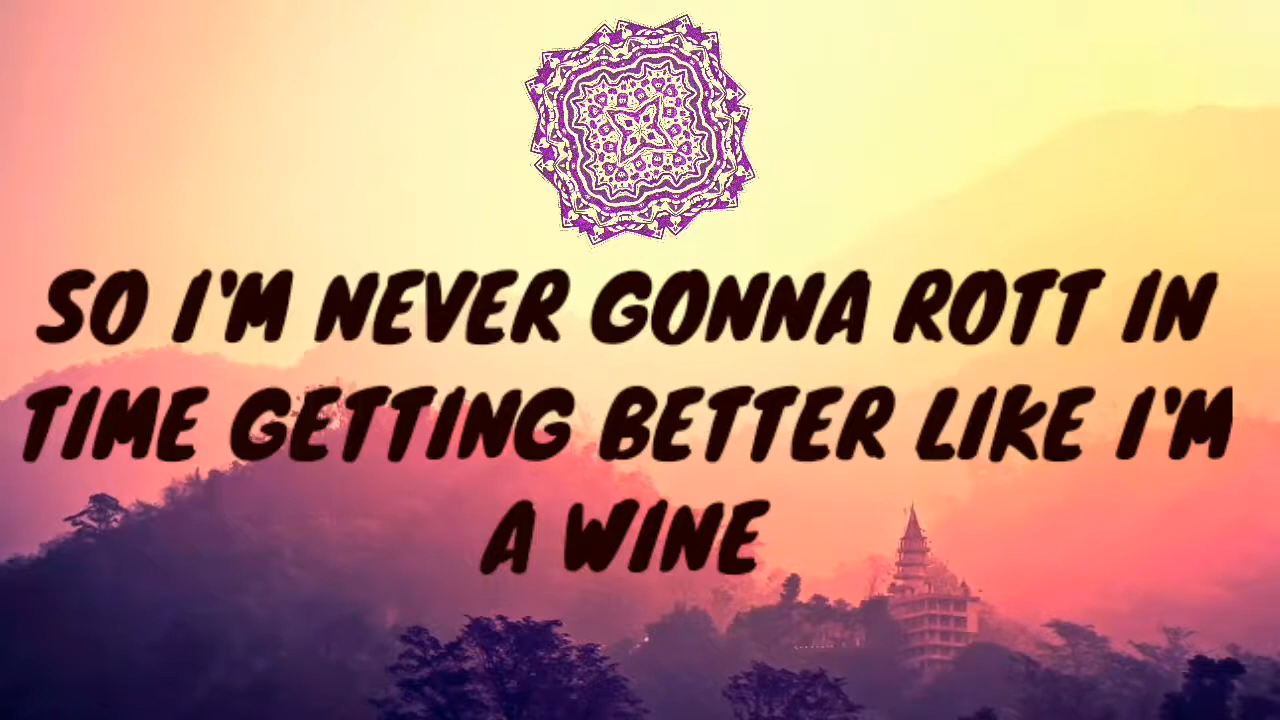 SO I'M NEVER GONNA ROTT IN
TIME GETTING BETTER LIKE I'M
A WINE